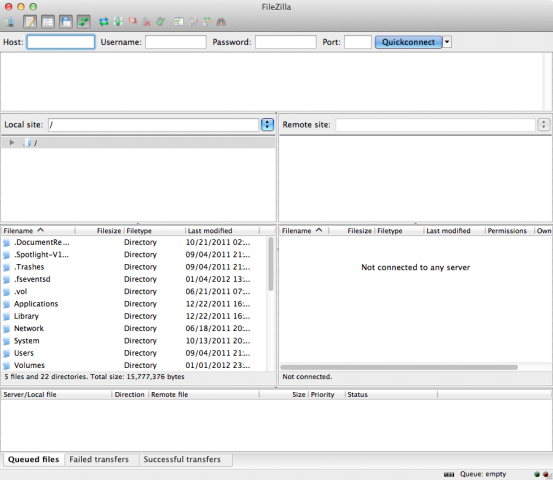 FileZilla
Host: Username: Password: Port: Quickconnect
Local site: / Remote site:
/
Filename Filesize Filetype Last modified Filename Filesize Filetype Last modified Permissions Own
.DocumentRe... Directory 10/21/2011 02:...
.Spotlight-V1... Directory 09/04/2011 21:...
.Trashes Directory 09/04/2011 21:...
Not connected to any server
.fseventsd Directory 01/04/2012 13:...
.vol Directory 06/21/2011 07:...
Applications Directory 12/22/2011 16:...
Library Directory 12/22/2011 16:...
Network Directory 06/18/2011 20:...
System Directory 10/13/2011 20:...
Users Directory 09/04/2011 21:...
Volumes Directory 01/01/2012 23:...
5 files and 22 directories. Total size: 15,777,376 bytes Not connected.
Server/Local file Direction Remote file Size Priority Status
Queued files Failed transfers Successful transfers
Queue: empty